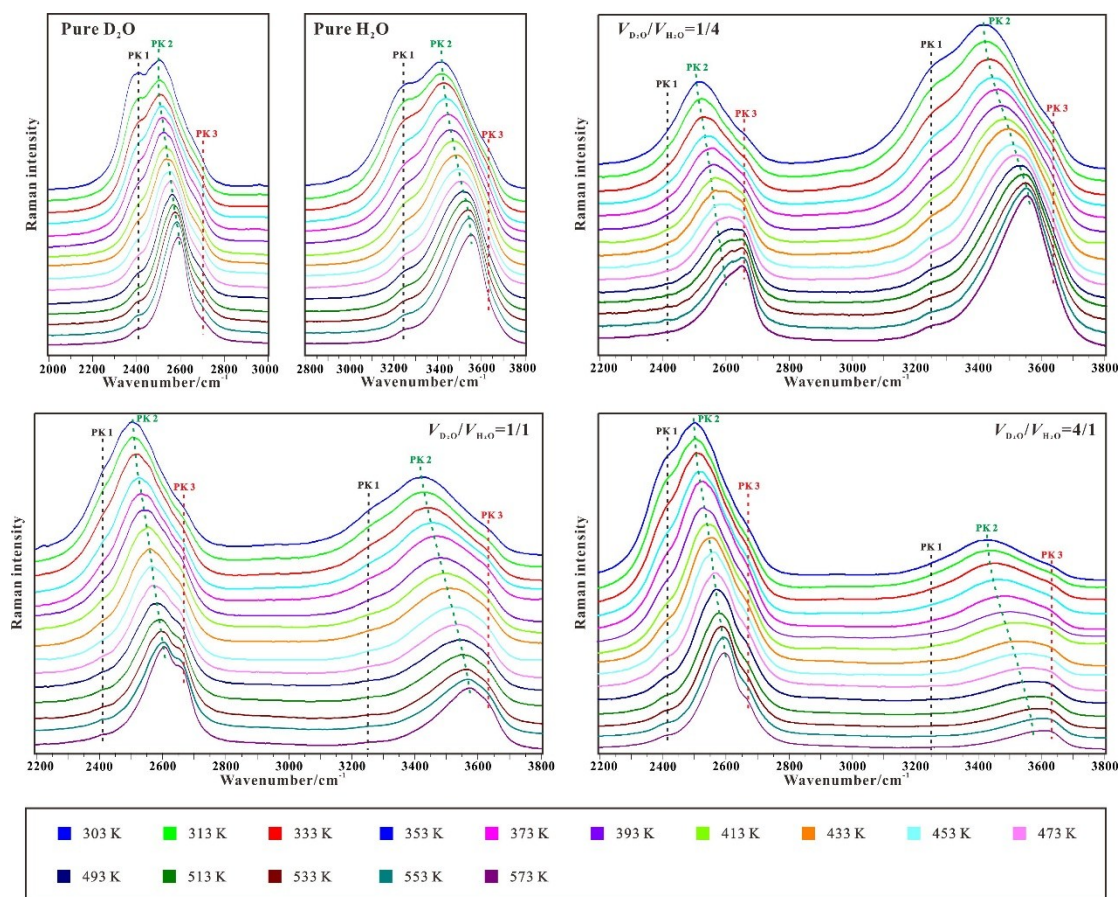 Pure D₂O
PK 1
PK 2
PK 3
Raman intensity
2000 2200 2400 2600 2800 3000
Wavenumber/cm⁻¹
Pure H₂O
PK 1
PK 2
PK 3
2800 3000 3200 3400 3600 3800
Wavenumber/cm⁻¹
V_D₂O/V_H₂O=1/4
PK 1
PK 2
PK 3
PK 1
PK 2
PK 3
Raman intensity
2200 2400 2600 2800 3000 3200 3400 3600 3800
Wavenumber/cm⁻¹
V_D₂O/V_H₂O=1/1
PK 1
PK 2
PK 3
PK 1
PK 2
PK 3
Raman intensity
2200 2400 2600 2800 3000 3200 3400 3600 3800
Wavenumber/cm⁻¹
V_D₂O/V_H₂O=4/1
PK 1
PK 2
PK 3
PK 1
PK 2
PK 3
Raman intensity
2200 2400 2600 2800 3000 3200 3400 3600 3800
Wavenumber/cm⁻¹
303 K 313 K 333 K 353 K 373 K 393 K 413 K 433 K 453 K 473 K
493 K 513 K 533 K 553 K 573 K